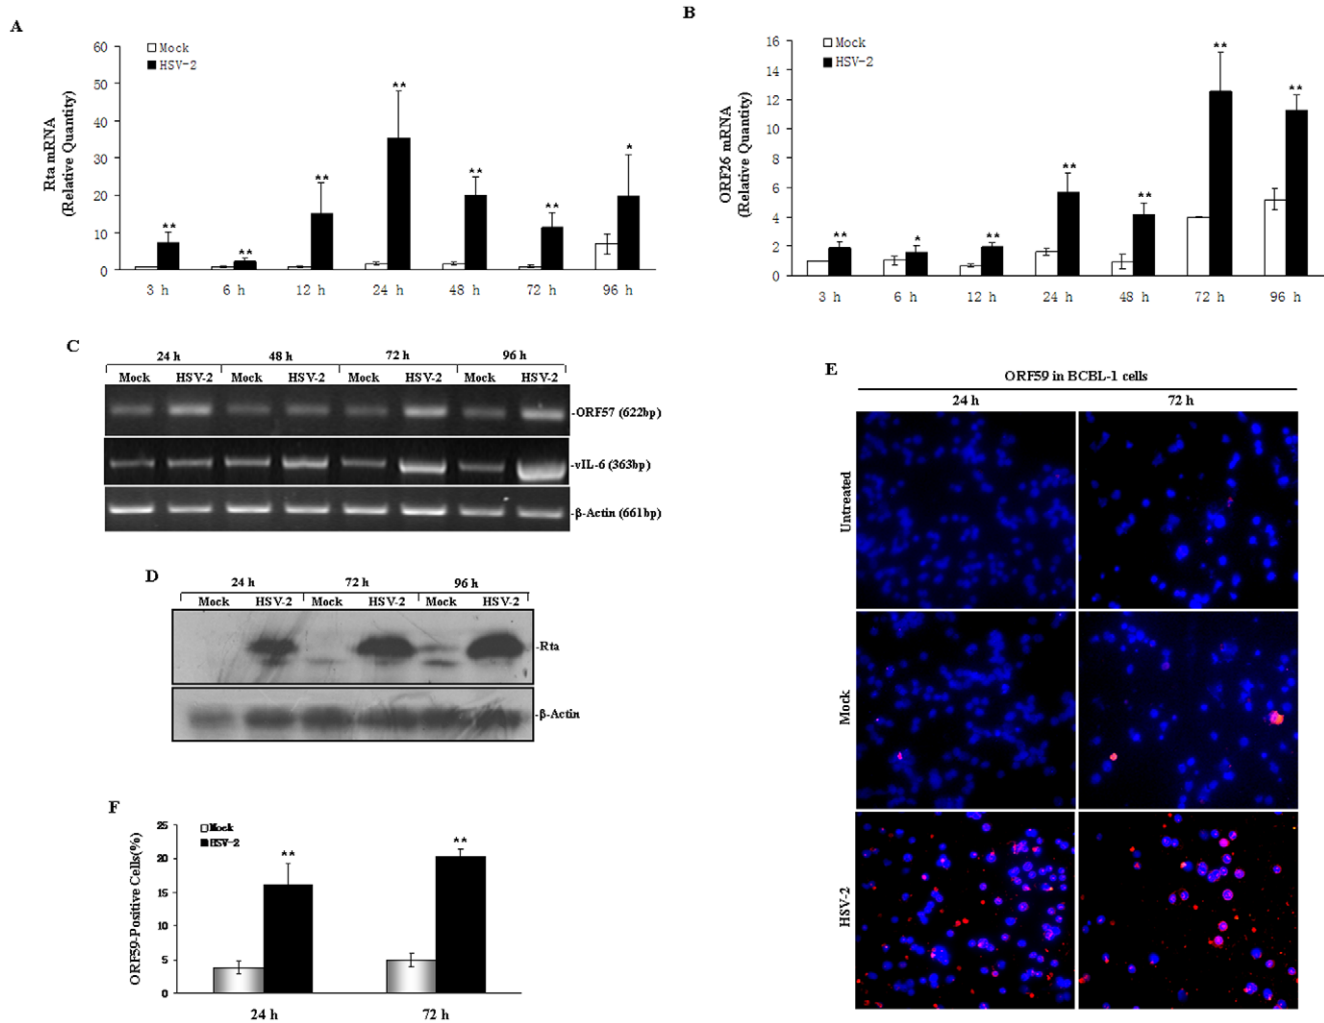 A
Rta mRNA
(Relative Quantity)
60
50
40
30
20
10
0
Mock
HSV-2
**
**
**
**
**
**
*
3 h 6 h 12 h 24 h 48 h 72 h 96 h
B
ORF26 mRNA
(Relative Quantity)
16
14
12
10
8
6
4
2
0
Mock
HSV-2
**
*
**
**
**
**
**
3 h 6 h 12 h 24 h 48 h 72 h 96 h
C
24 h 48 h 72 h 96 h
Mock HSV-2 Mock HSV-2 Mock HSV-2 Mock HSV-2
-ORF57 (622bp)
-vIL-6 (363bp)
-β-Actin (661bp)
D
24 h 72 h 96 h
Mock HSV-2 Mock HSV-2 Mock HSV-2
-Rta
-β-Actin
E
ORF59 in BCBL-1 cells
24 h 72 h
Untreated
Mock
HSV-2
F
ORF59-Positive Cells(%)
25
20
15
10
5
0
Mock
HSV-2
**
**
24 h 72 h